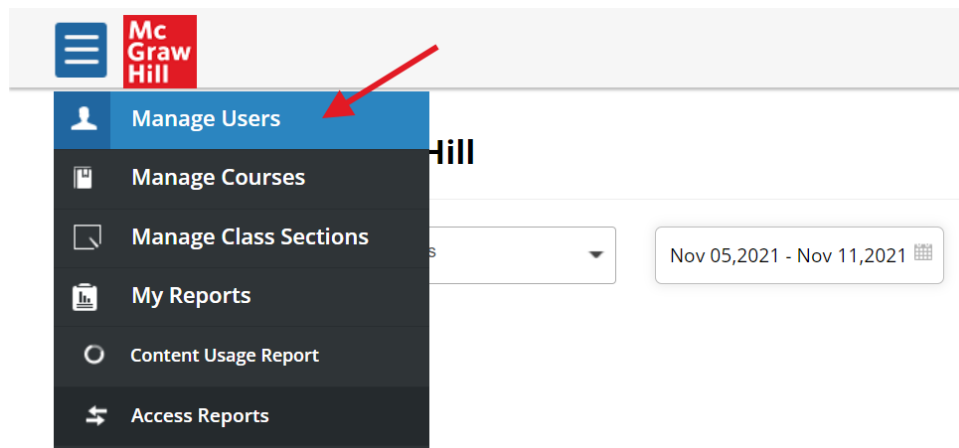 Mc
Graw
Hill
Manage Users
Hill
Manage Courses
Manage Class Sections
s
Nov 05,2021 - Nov 11,2021
My Reports
Content Usage Report
Access Reports